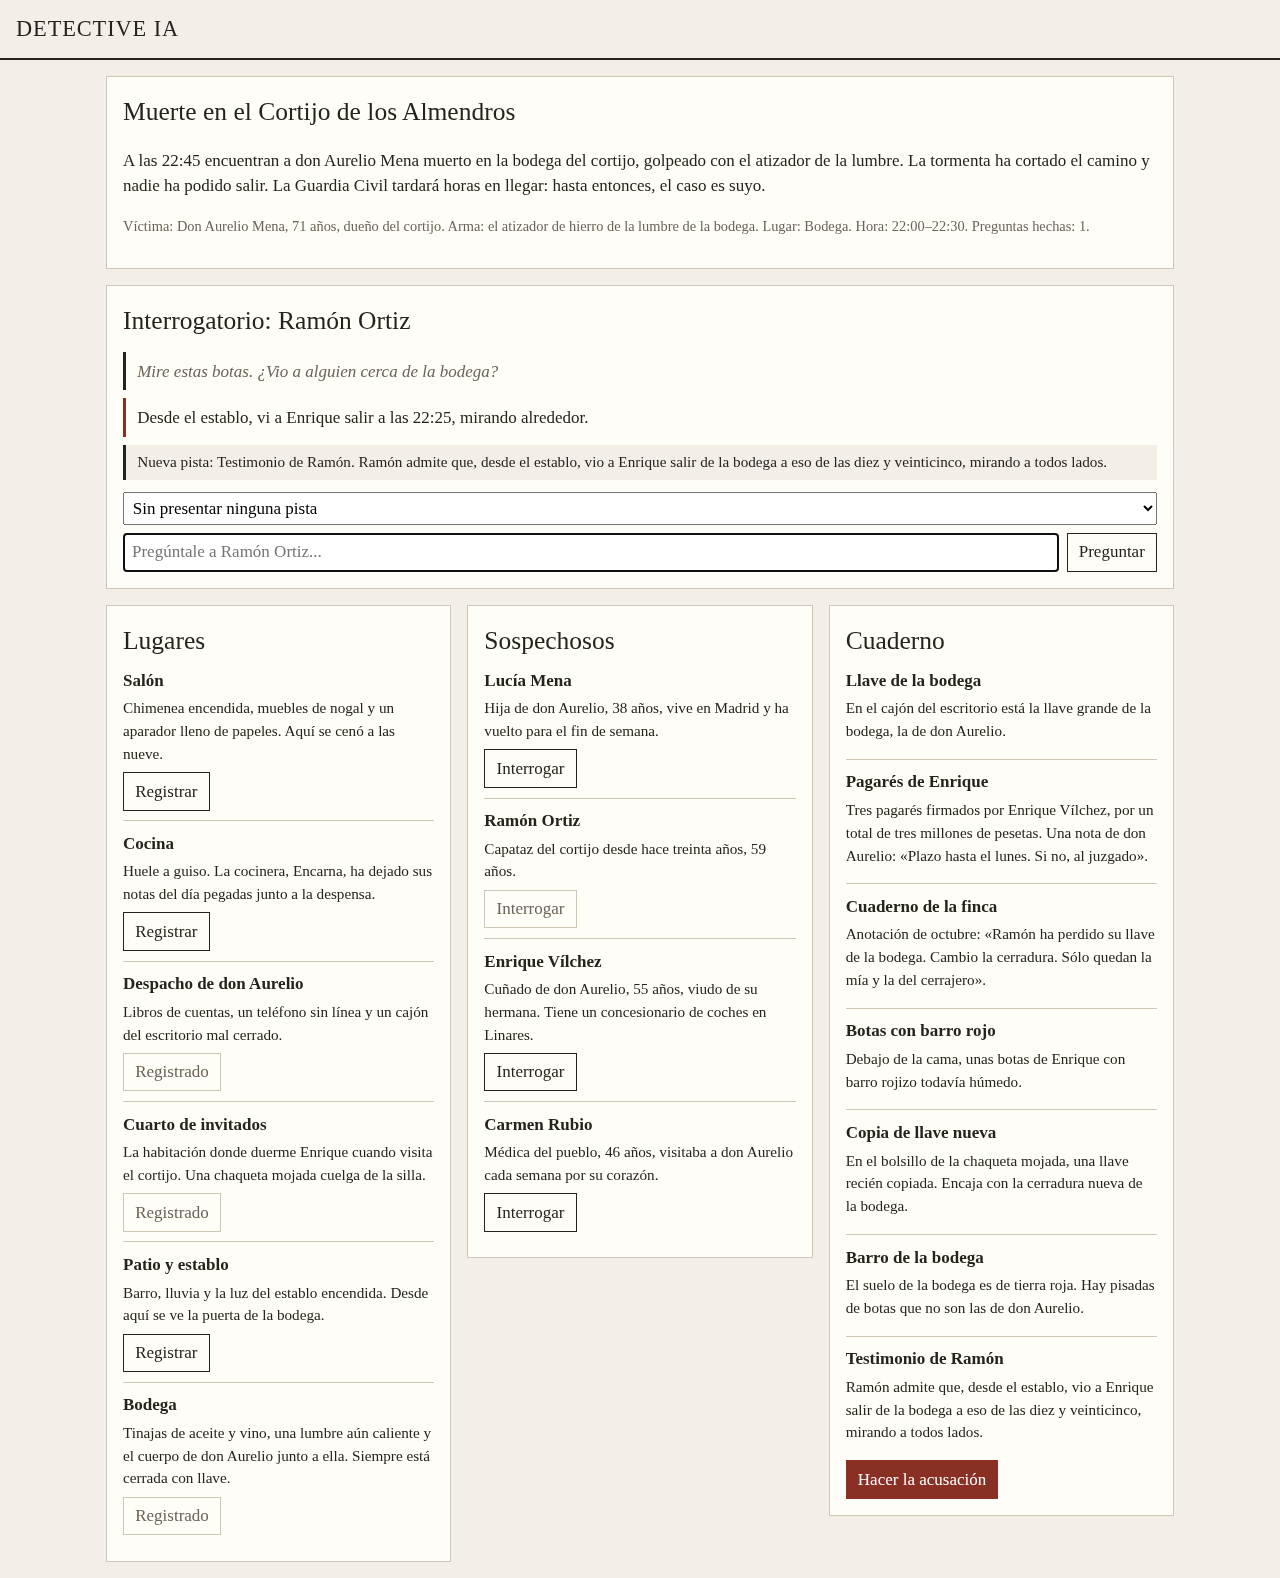 DETECTIVE IA
Muerte en el Cortijo de los Almendros
A las 22:45 encuentran a don Aurelio Mena muerto en la bodega del cortijo, golpeado con el atizador de la lumbre. La tormenta ha cortado el camino y
nadie ha podido salir. La Guardia Civil tardará horas en llegar: hasta entonces, el caso es suyo.
Víctima: Don Aurelio Mena, 71 años, dueño del cortijo. Arma: el atizador de hierro de la lumbre de la bodega. Lugar: Bodega. Hora: 22:00–22:30. Preguntas hechas: 1.
Interrogatorio: Ramón Ortiz
Mire estas botas. ¿Vio a alguien cerca de la bodega?
Desde el establo, vi a Enrique salir a las 22:25, mirando alrededor.
Nueva pista: Testimonio de Ramón. Ramón admite que, desde el establo, vio a Enrique salir de la bodega a eso de las diez y veinticinco, mirando a todos lados.
Sin presentar ninguna pista
Pregúntale a Ramón Ortiz...
Preguntar
Lugares
Salón
Chimenea encendida, muebles de nogal y un
aparador lleno de papeles. Aquí se cenó a las
nueve.
Registrar
Cocina
Huele a guiso. La cocinera, Encarna, ha dejado sus
notas del día pegadas junto a la despensa.
Registrar
Despacho de don Aurelio
Libros de cuentas, un teléfono sin línea y un cajón
del escritorio mal cerrado.
Registrado
Cuarto de invitados
La habitación donde duerme Enrique cuando visita
el cortijo. Una chaqueta mojada cuelga de la silla.
Registrado
Patio y establo
Barro, lluvia y la luz del establo encendida. Desde
aquí se ve la puerta de la bodega.
Registrar
Bodega
Tinajas de aceite y vino, una lumbre aún caliente y
el cuerpo de don Aurelio junto a ella. Siempre está
cerrada con llave.
Registrado
Sospechosos
Lucía Mena
Hija de don Aurelio, 38 años, vive en Madrid y ha
vuelto para el fin de semana.
Interrogar
Ramón Ortiz
Capataz del cortijo desde hace treinta años, 59
años.
Interrogar
Enrique Vílchez
Cuñado de don Aurelio, 55 años, viudo de su
hermana. Tiene un concesionario de coches en
Linares.
Interrogar
Carmen Rubio
Médica del pueblo, 46 años, visitaba a don Aurelio
cada semana por su corazón.
Interrogar
Cuaderno
Llave de la bodega
En el cajón del escritorio está la llave grande de la
bodega, la de don Aurelio.
Pagarés de Enrique
Tres pagarés firmados por Enrique Vílchez, por un
total de tres millones de pesetas. Una nota de don
Aurelio: «Plazo hasta el lunes. Si no, al juzgado».
Cuaderno de la finca
Anotación de octubre: «Ramón ha perdido su llave
de la bodega. Cambio la cerradura. Sólo quedan la
mía y la del cerrajero».
Botas con barro rojo
Debajo de la cama, unas botas de Enrique con
barro rojizo todavía húmedo.
Copia de llave nueva
En el bolsillo de la chaqueta mojada, una llave
recién copiada. Encaja con la cerradura nueva de
la bodega.
Barro de la bodega
El suelo de la bodega es de tierra roja. Hay pisadas
de botas que no son las de don Aurelio.
Testimonio de Ramón
Ramón admite que, desde el establo, vio a Enrique
salir de la bodega a eso de las diez y veinticinco,
mirando a todos lados.
Hacer la acusación